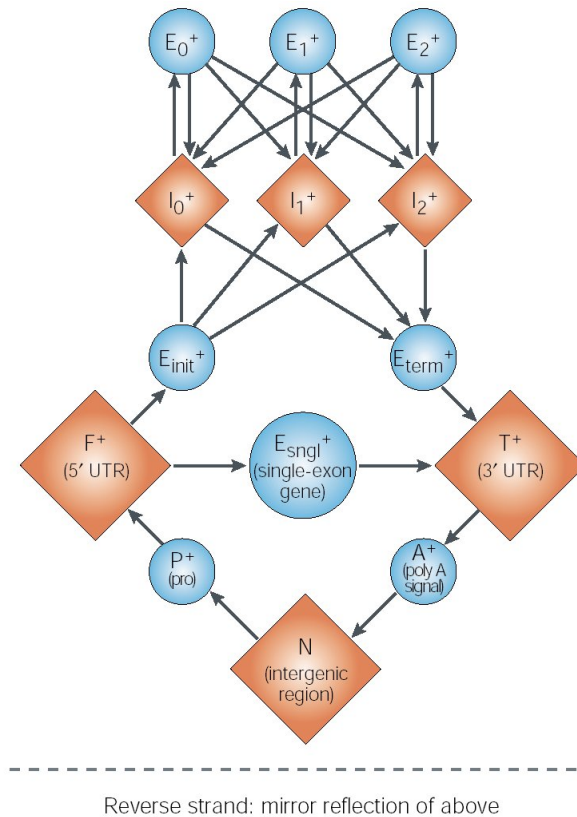 E0+ E1+ E2+
I0+ I1+ I2+
Einit+ Eterm+
F+
(5′ UTR)
Esngl+
(single-exon
gene)
T+
(3′ UTR)
P+
(pro)
A+
(poly A
signal)
N
(intergenic
region)
Reverse strand: mirror reflection of above